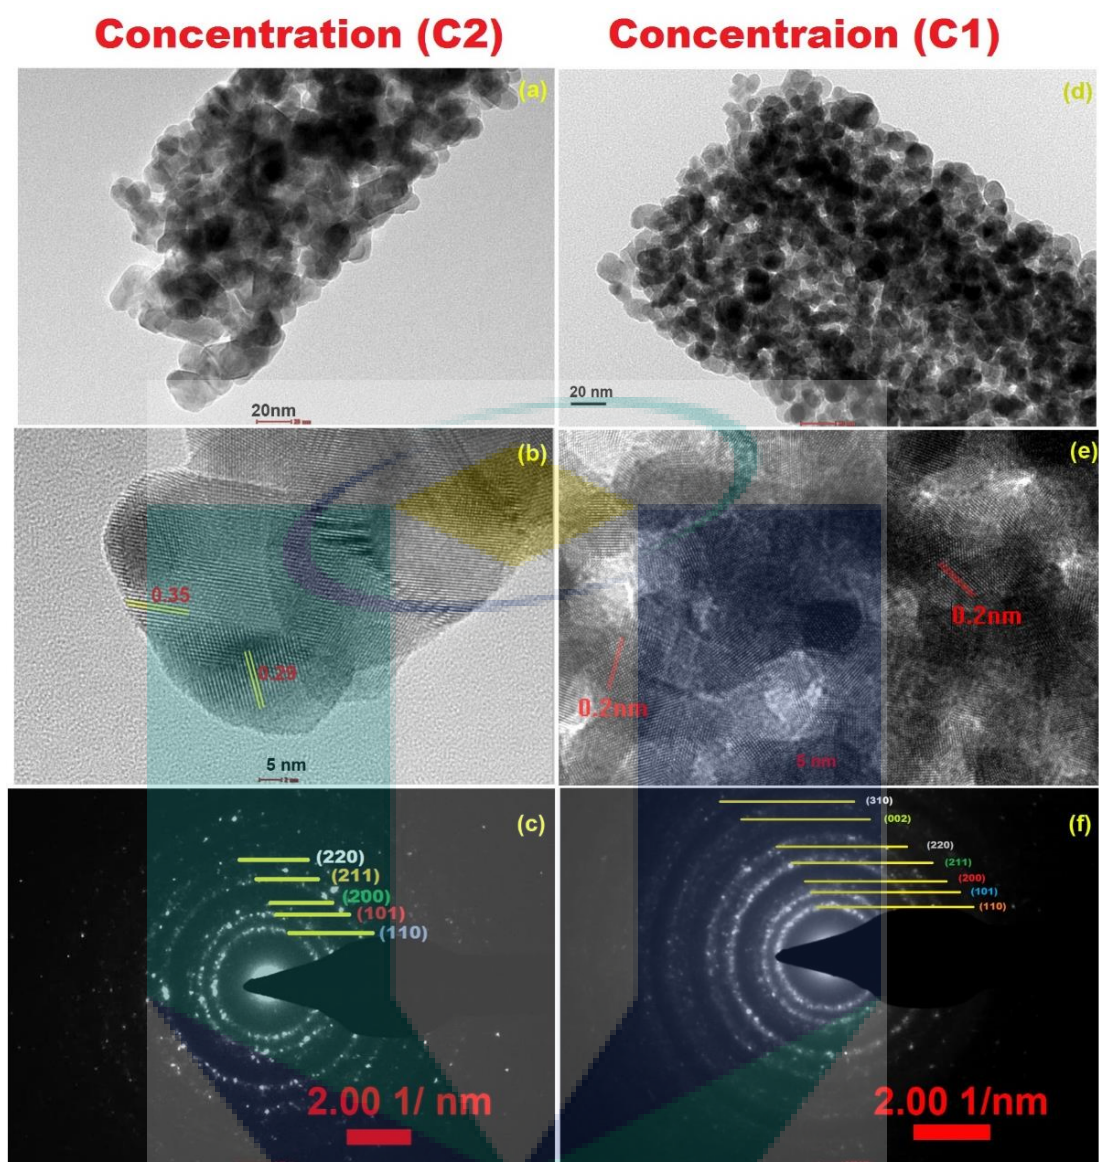 Concentration (C2)
Concentraion (C1)
(a)
20nm
(d)
20 nm
(b)
0.35
0.29
5 nm
(e)
0.2nm
0.2nm
5 nm
(c)
(220)
(211)
(200)
(101)
(110)
2.00 1/ nm
(f)
(310)
(002)
(220)
(211)
(200)
(101)
(110)
2.00 1/nm